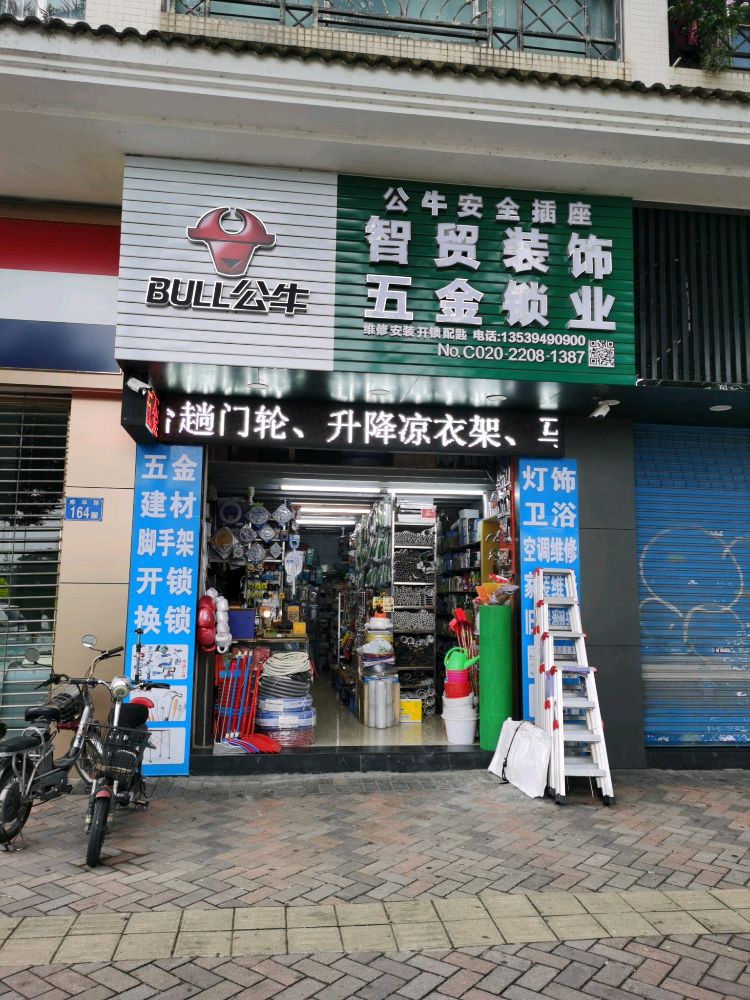 公牛安全插座
BULL公牛
智贸装饰
五金锁业
维修安装开锁配匙 电话:13539490900
No.C020-2208-1387
趟门轮、升降凉衣架、
五金
建材
脚手架
开锁
换锁
164
灯饰
卫浴
空调维修